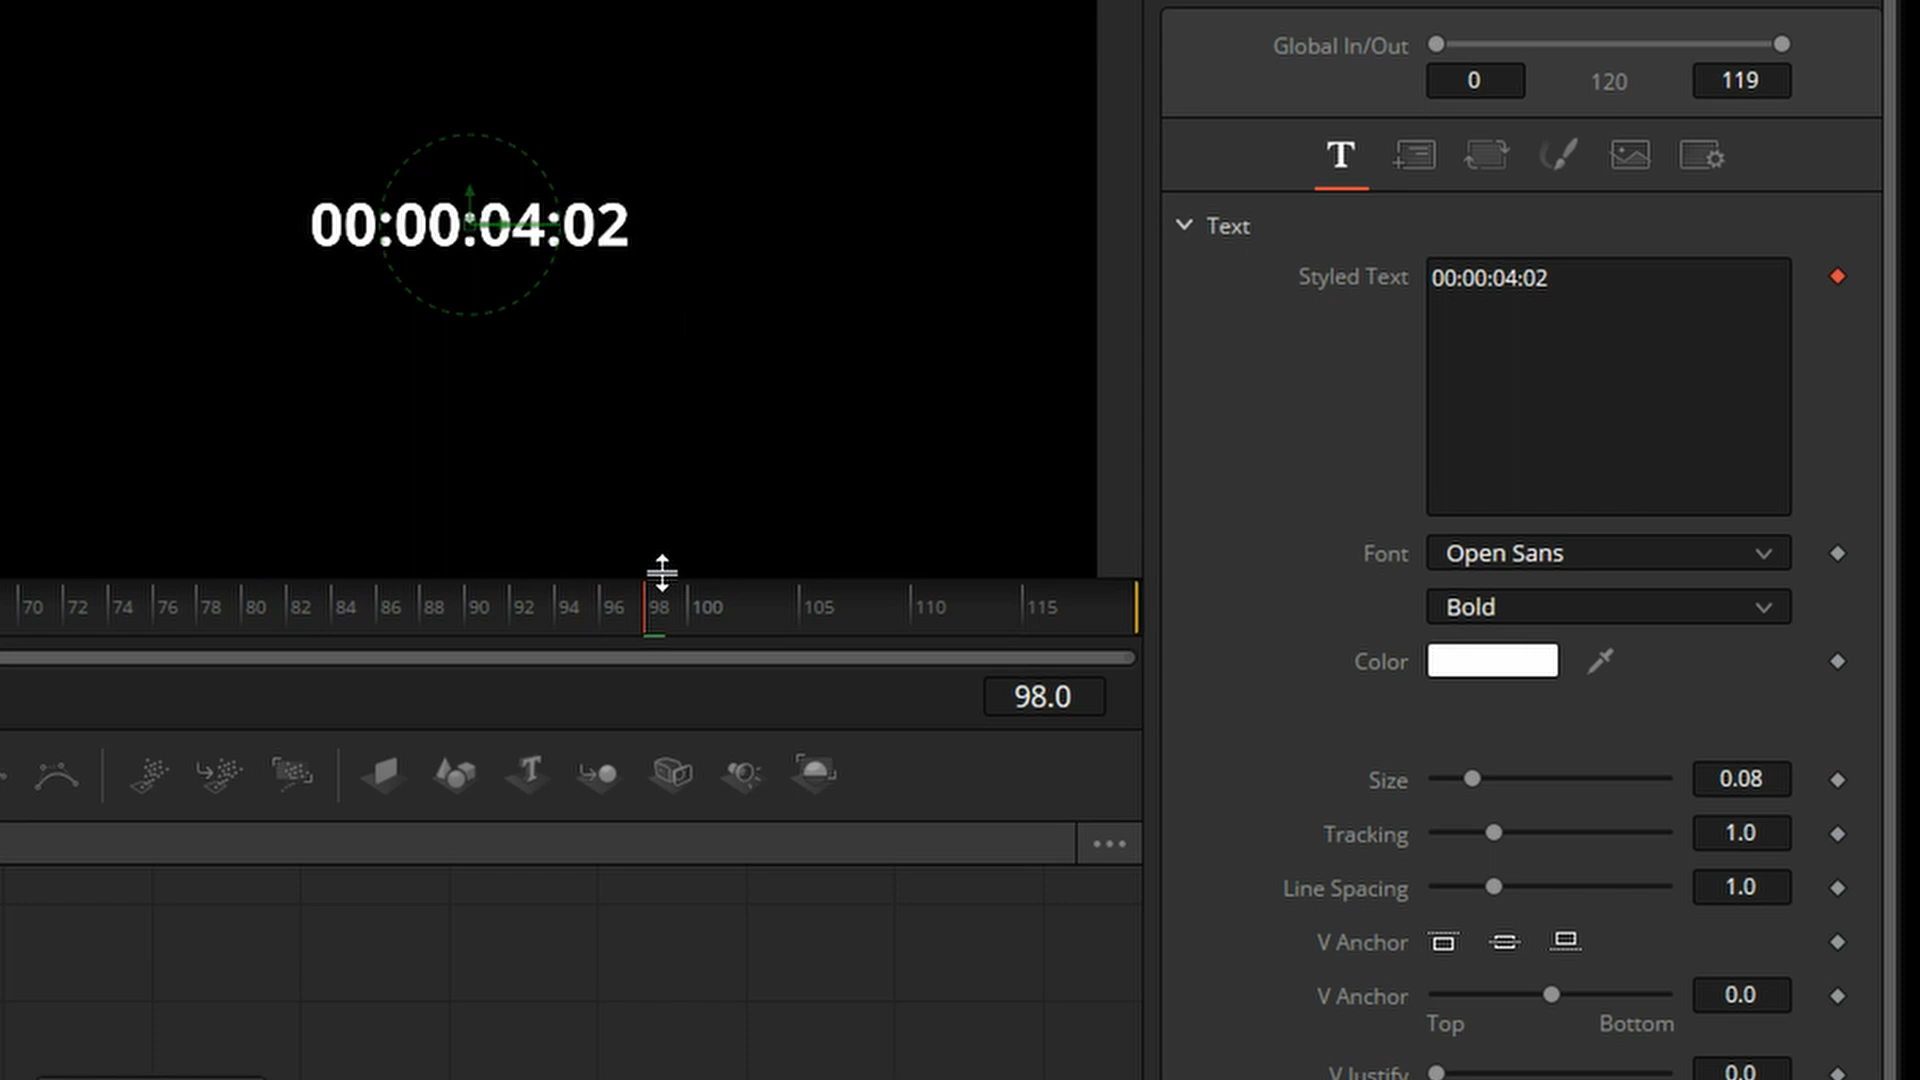 Global In/Out
0 120 119
T
00:00:04:02
Text
Styled Text 00:00:04:02
Font Open Sans
Bold
70 72 74 76 78 80 82 84 86 88 90 92 94 96 98 100 105 110 115
Color
98.0
Size 0.08
Tracking 1.0
Line Spacing 1.0
V Anchor
V Anchor 0.0
Top Bottom
V Justify 0.0